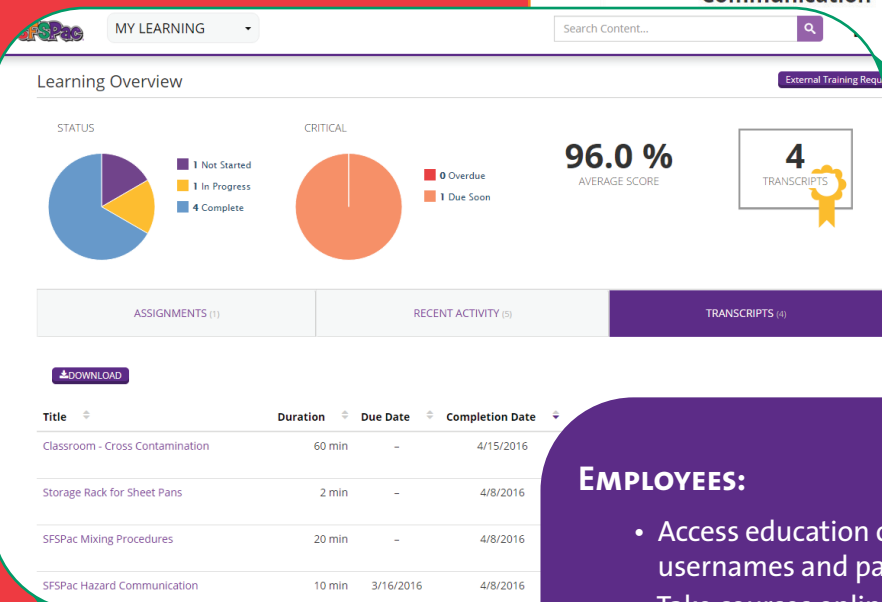 Communication
SFSPac
MY LEARNING
Search Content...
Learning Overview
External Training Requ
STATUS
1 Not Started
1 In Progress
4 Complete
CRITICAL
0 Overdue
1 Due Soon
96.0 %
AVERAGE SCORE
4
TRANSCRIPTS
ASSIGNMENTS (1)
RECENT ACTIVITY (5)
TRANSCRIPTS (4)
DOWNLOAD
Title Duration Due Date Completion Date
Classroom - Cross Contamination 60 min – 4/15/2016
Storage Rack for Sheet Pans 2 min – 4/8/2016
SFSPac Mixing Procedures 20 min – 4/8/2016
SFSPac Hazard Communication 10 min 3/16/2016 4/8/2016
EMPLOYEES:
• Access education
usernames and pa
Take courses online